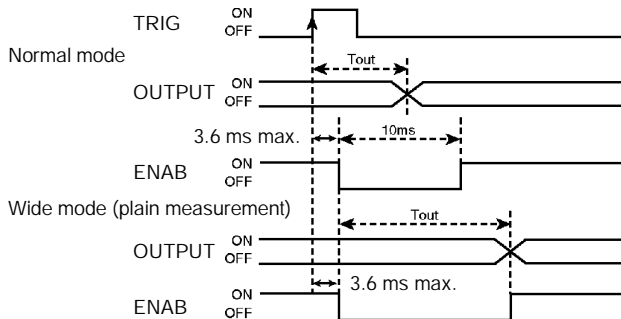 TRIG ON
OFF
Normal mode
Tout
OUTPUT ON
OFF
3.6 ms max. 10ms
ENAB ON
OFF
Wide mode (plain measurement)
Tout
OUTPUT ON
OFF
3.6 ms max.
ENAB ON
OFF